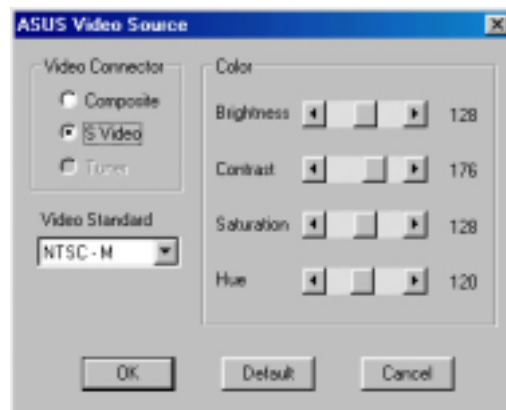 ASUS Video Source
Video Connector
Composite
S Video
Tuner
Video Standard
NTSC - M
Color
Brightness 128
Contrast 176
Saturation 128
Hue 120
OK Default Cancel